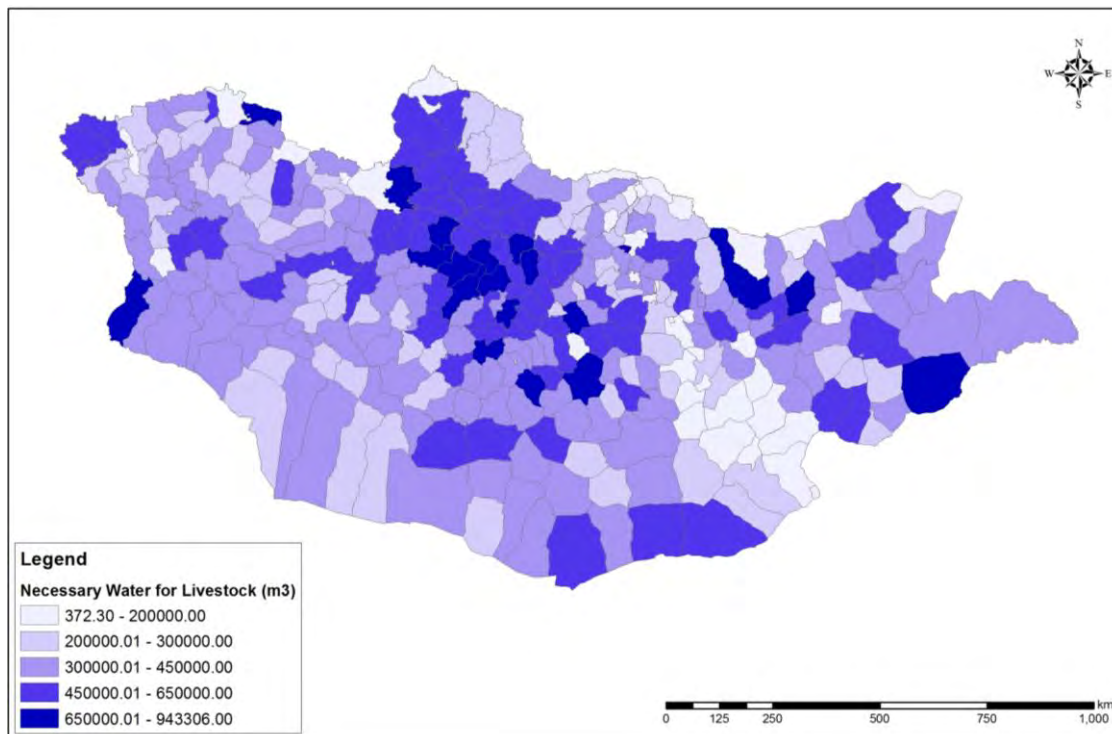 N
W E
S
Legend
Necessary Water for Livestock (m3)
372.30 - 200000.00
200000.01 - 300000.00
300000.01 - 450000.00
450000.01 - 650000.00
650000.01 - 943306.00
km
0 125 250 500 750 1,000